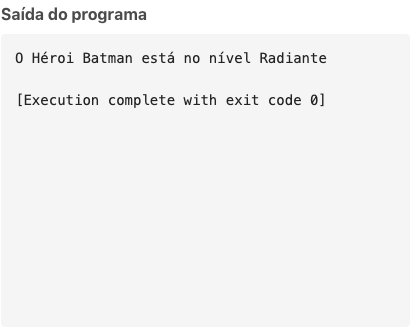 Saída do programa
O Héroi Batman está no nível Radiante
[Execution complete with exit code 0]